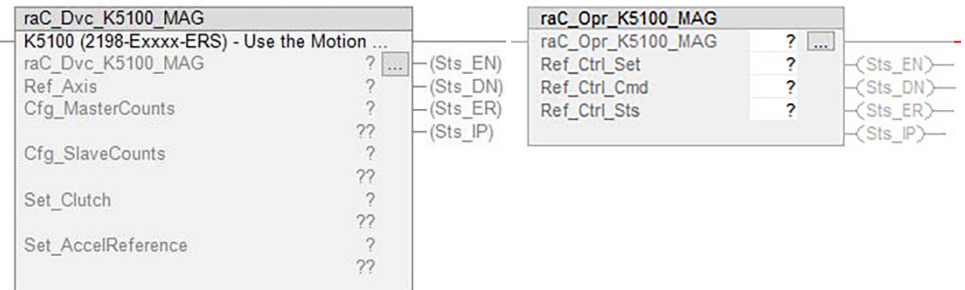 raC_Dvc_K5100_MAG
K5100 (2198-Exxxx-ERS) - Use the Motion ...
raC_Dvc_K5100_MAG ? ...
Ref_Axis ?
Cfg_MasterCounts ?
??
Cfg_SlaveCounts ?
??
Set_Clutch ?
??
Set_AccelReference ?
??
(Sts_EN)
(Sts_DN)
(Sts_ER)
(Sts_IP)
raC_Opr_K5100_MAG
raC_Opr_K5100_MAG ? ...
Ref_Ctrl_Set ?
Ref_Ctrl_Cmd ?
Ref_Ctrl_Sts ?
(Sts_EN)
(Sts_DN)
(Sts_ER)
(Sts_IP)